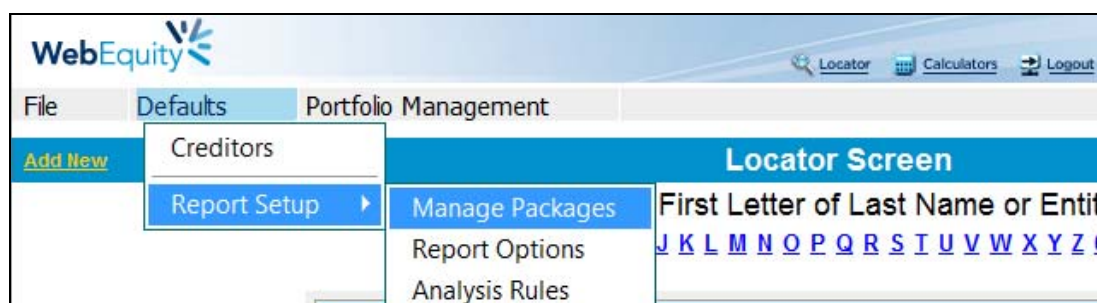 WebEquity
Locator Calculators Logout
File Defaults Portfolio Management
Add New Creditors Locator Screen
Report Setup Manage Packages First Letter of Last Name or Entit
Report Options J K L M N O P Q R S T U V W X Y Z
Analysis Rules